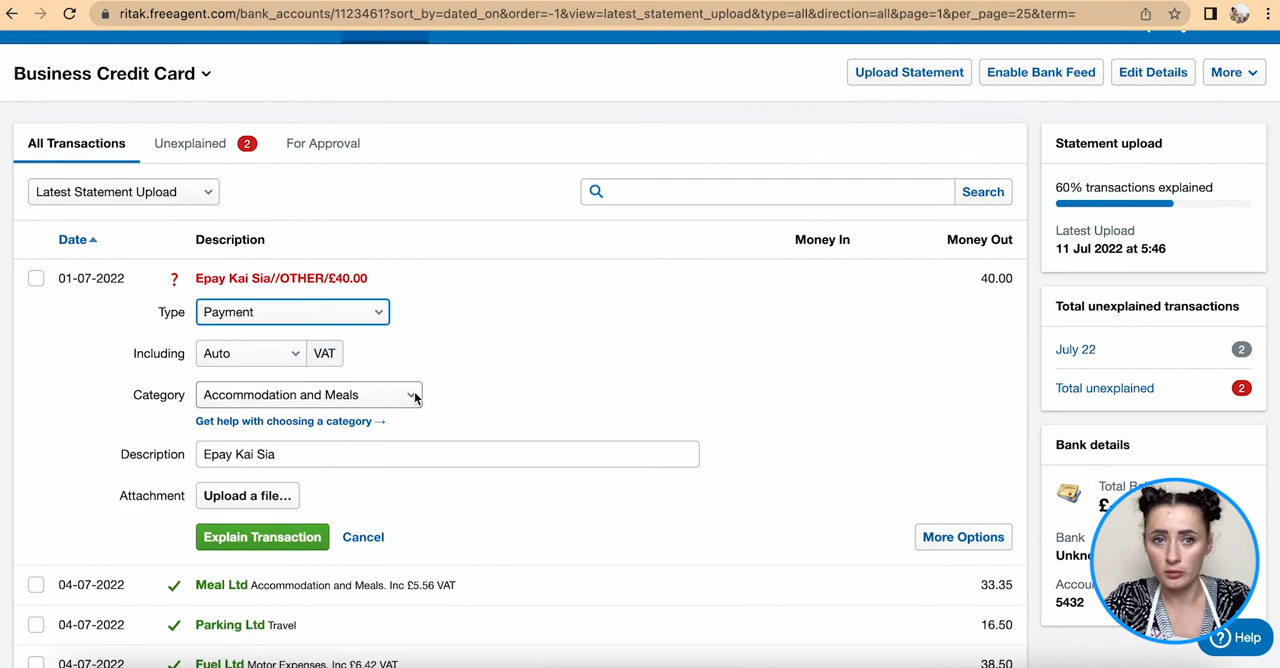 ritak.freeagent.com/bank_accounts/1123461?sort_by=dated_on&order=-1&view=latest_statement_upload&type=all&direction=all&page=1&per_page=25&term=
Business Credit Card
Upload Statement
Enable Bank Feed
Edit Details
More
All Transactions
Unexplained 2
For Approval
Latest Statement Upload
Search
Date
Description
Money In
Money Out
01-07-2022 ? Epay Kai Sia//OTHER/£40.00 40.00
Type Payment
Including Auto VAT
Category Accommodation and Meals
Get help with choosing a category →
Description Epay Kai Sia
Attachment Upload a file...
Explain Transaction Cancel More Options
04-07-2022 Meal Ltd Accommodation and Meals. Inc £5.56 VAT 33.35
04-07-2022 Parking Ltd Travel 16.50
04-07-2022 Fuel Ltd Motor Expenses. Inc £6.42 VAT 38.50
Statement upload
60% transactions explained
Latest Upload
11 Jul 2022 at 5:46
Total unexplained transactions
July 22 2
Total unexplained 2
Bank details
Total
£
Bank
5432
? Help